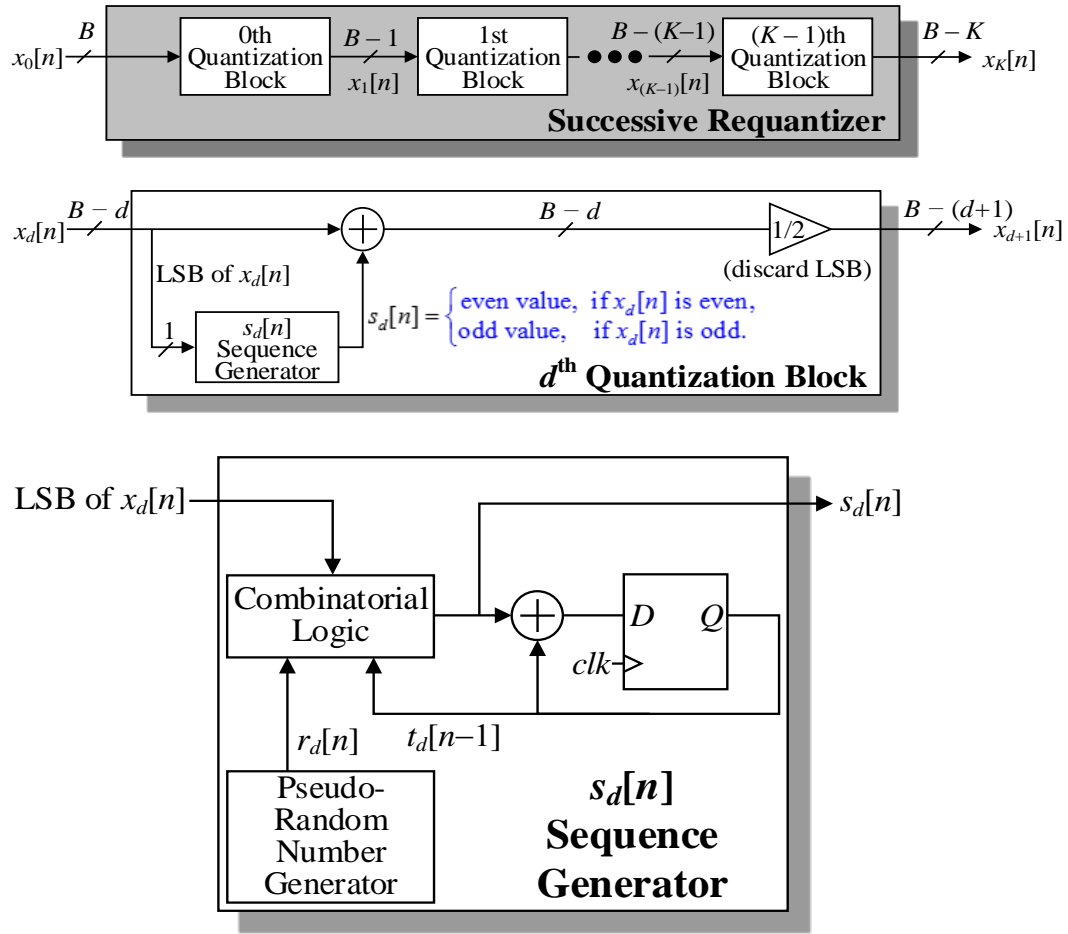 B
x₀[n]
0th
Quantization
Block
B − 1
x₁[n]
1st
Quantization
Block
B − (K−1)
x₍K₋₁₎[n]
(K − 1)th
Quantization
Block
B − K
x_K[n]
Successive Requantizer
B − d
x_d[n]
LSB of x_d[n]
1
s_d[n]
Sequence
Generator
B − d
1/2
(discard LSB)
B − (d+1)
x_{d+1}[n]
s_d[n] = { even value, if x_d[n] is even,
odd value, if x_d[n] is odd.
dᵗʰ Quantization Block
LSB of x_d[n]
s_d[n]
Combinatorial
Logic
D Q
clk
r_d[n]
t_d[n−1]
Pseudo-
Random
Number
Generator
s_d[n]
Sequence
Generator